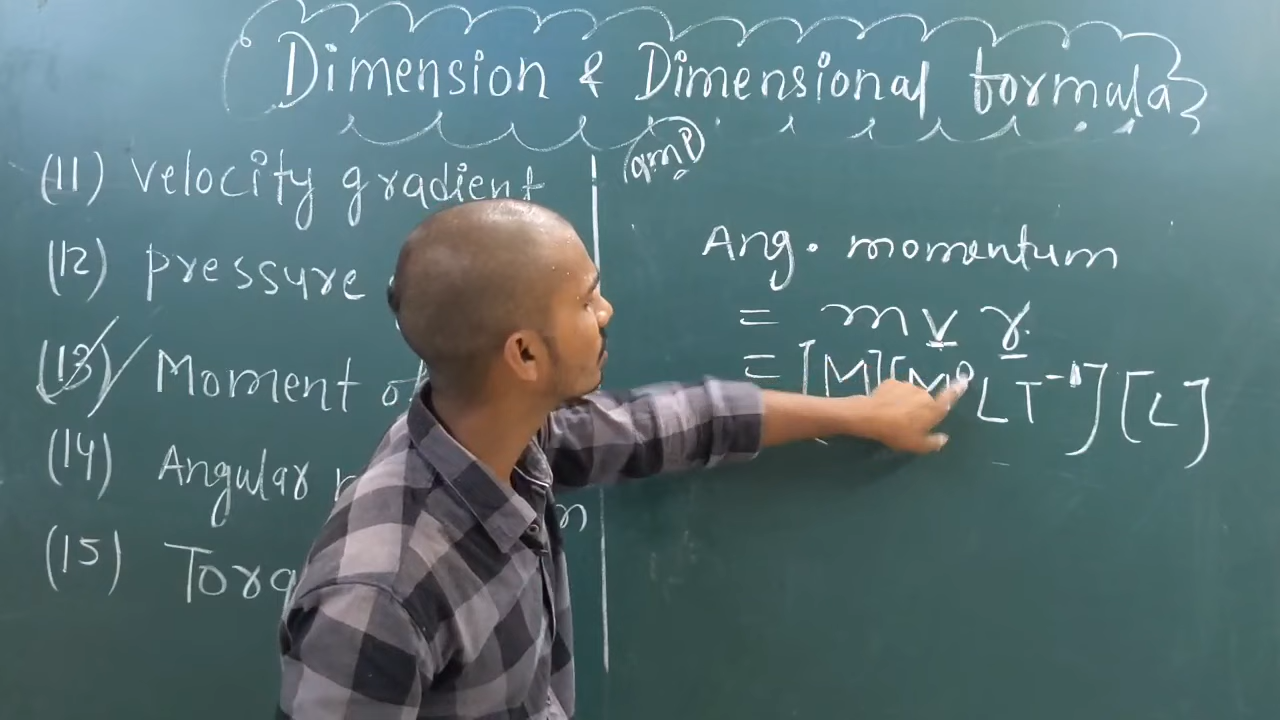 Dimension & Dimensional formula
(11) velocity gradient
(12) pressure
(13) Moment of
(14) Angular
(15) Torq
Ang. momentum
= m v r
= [M][M⁰LT⁻¹][L]